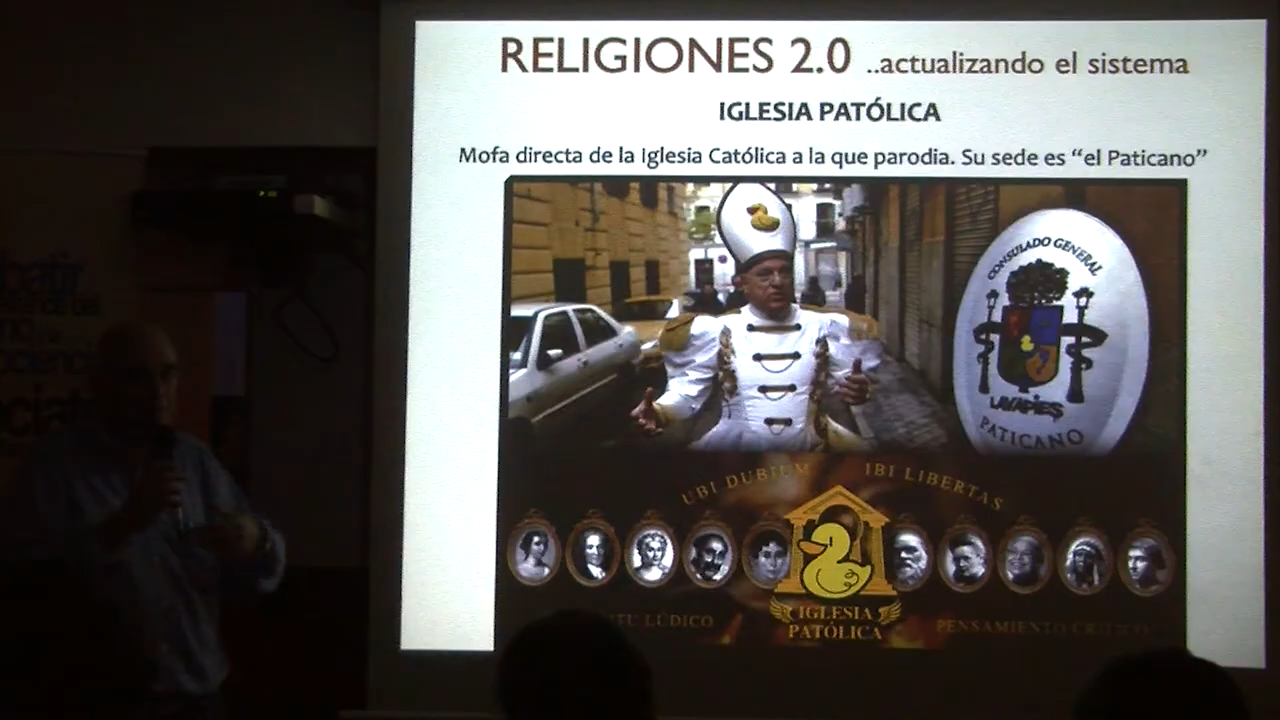 RELIGIONES 2.0 ..actualizando el sistema
IGLESIA PATÓLICA
Mofa directa de la Iglesia Católica a la que parodia. Su sede es “el Paticano”
CONSULADO GENERAL
LAVAPIES
PATICANO
UBI DUBIUM IBI LIBERTAS
IGLESIA
PATÓLICA
LÚDICO
PENSAMIENTO CRÍTICO